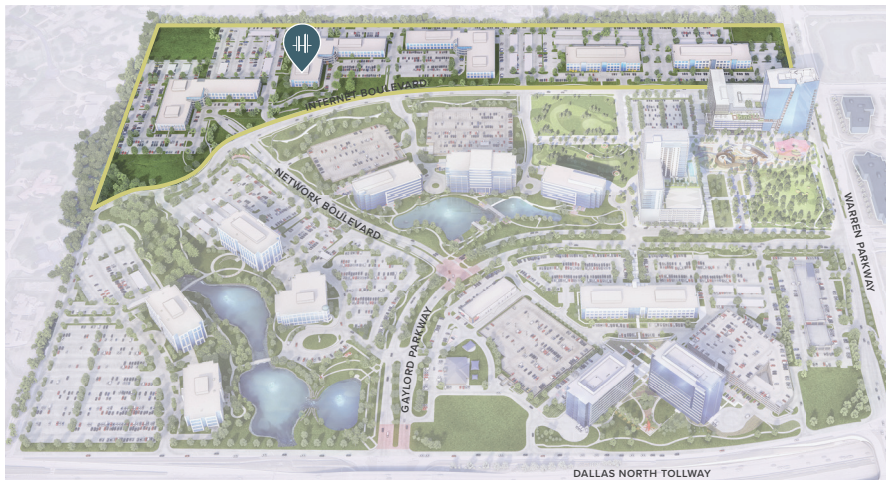 INTERNET BOULEVARD
NETWORK BOULEVARD
WARREN PARKWAY
GAYLORD PARKWAY
DALLAS NORTH TOLLWAY